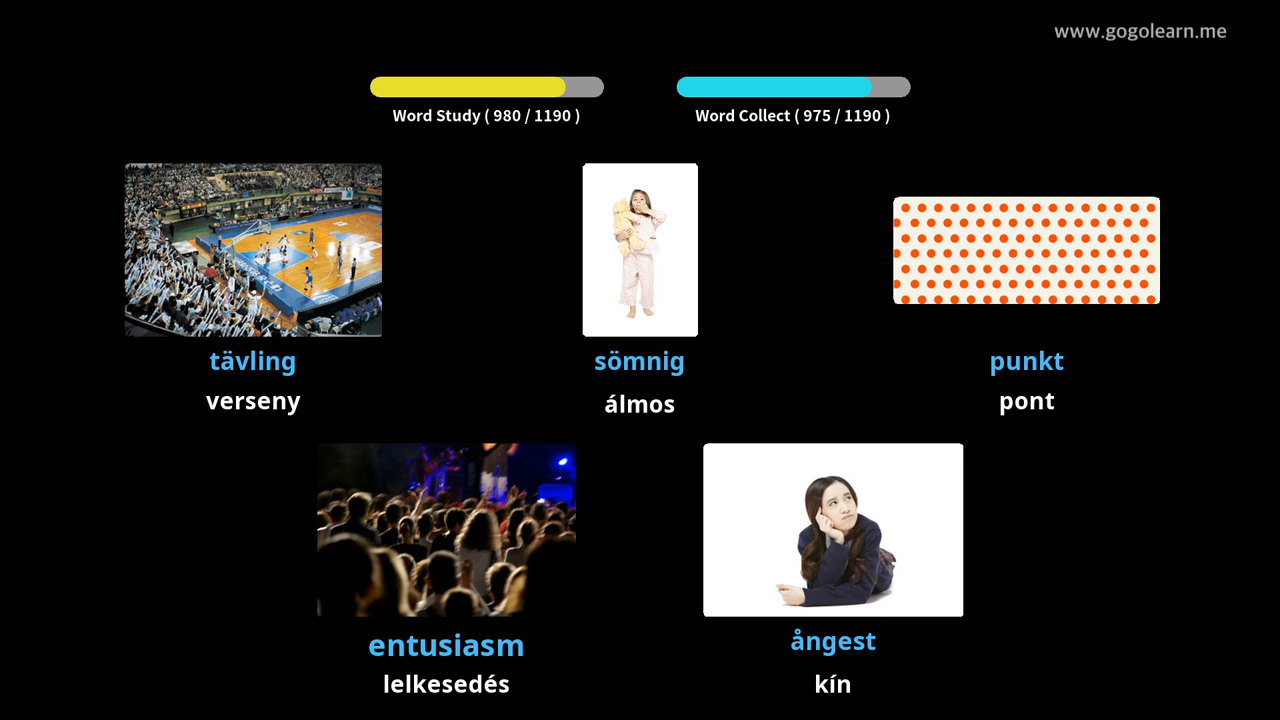 www.gogolearn.me
Word Study ( 980 / 1190 )
Word Collect ( 975 / 1190 )
tävling
verseny
sömnig
álmos
punkt
pont
entusiasm
lelkesedés
ångest
kín